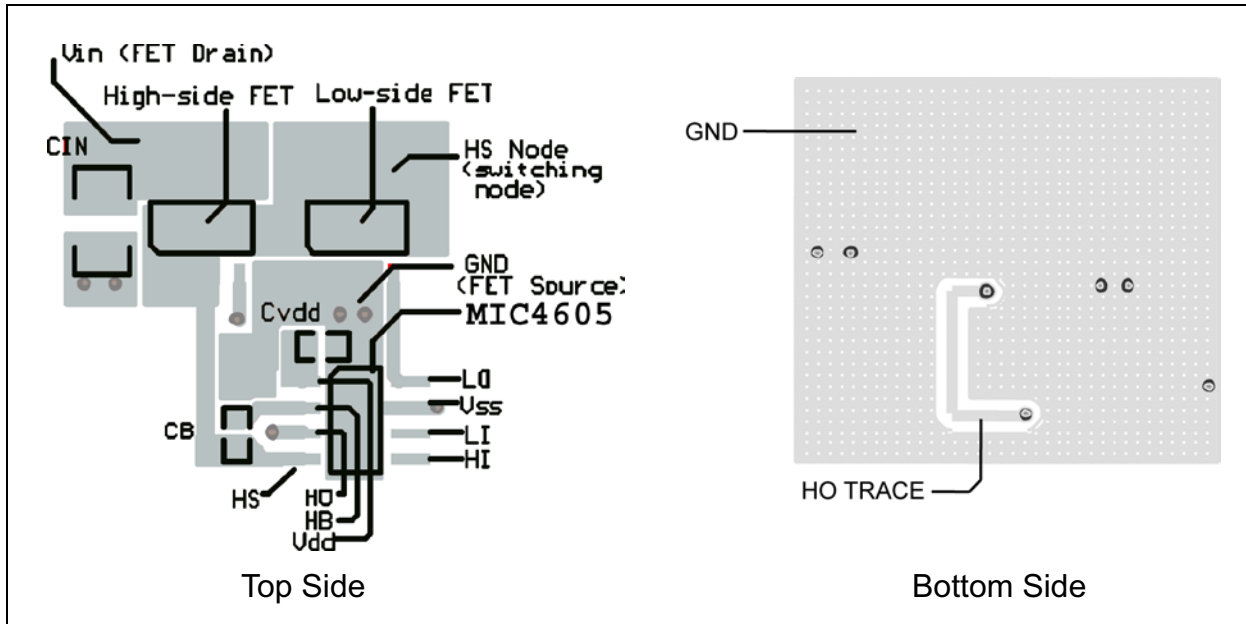 Vin (FET Drain)
High-side FET
Low-side FET
CIN
HS Node
(switching
node)
GND
(FET Source)
Cvdd
MIC4605
LO
Vss
LI
HI
CB
HS
HO
HB
Vdd
Top Side
GND
HO TRACE
Bottom Side